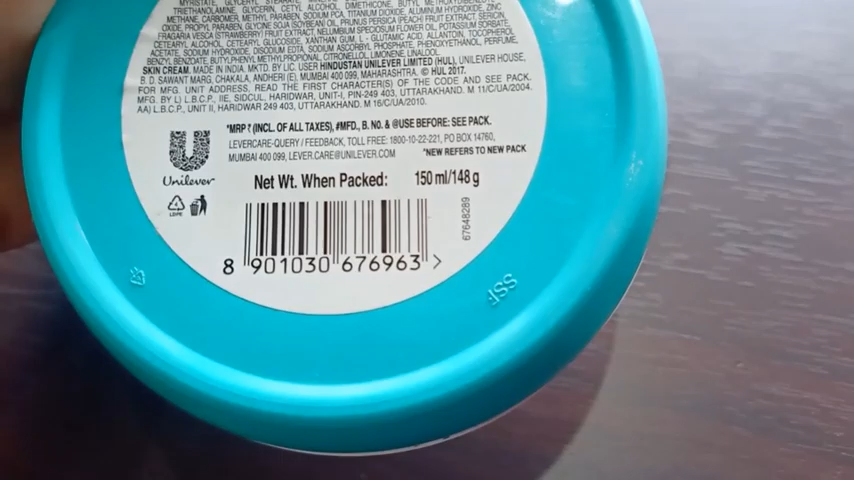 MYRISTATE, GLYCERYL STEARATE,
TRIETHANOLAMINE, GLYCERIN, CETYL ALCOHOL, DIMETHICONE, BUTYL
METHANE, CARBOMER, METHYL PARABEN, SODIUM PCA, TITANIUM DIOXIDE, ALUMINUM HYDROXIDE, ZINC
OXIDE, PROPYL PARABEN, GLYCINE SOJA (SOYBEAN) OIL, PRUNUS PERSICA (PEACH) FRUIT EXTRACT, SERICIN,
FRAGARIA VESCA (STRAWBERRY) FRUIT EXTRACT, NELUMBIUM SPECIOSUM FLOWER OIL, POTASSIUM SORBATE,
CETEARYL ALCOHOL, CETEARYL GLUCOSIDE, XANTHAN GUM, L - GLUTAMIC ACID, ALLANTOIN, TOCOPHEROL
ACETATE, SODIUM HYDROXIDE, DISODIUM EDTA, SODIUM ASCORBYL PHOSPHATE, PHENOXYETHANOL, PERFUME,
BENZYL BENZOATE, BUTYLPHENYL METHYLPROPIONAL, CITRONELLOL, LIMONENE, LINALOOL.
SKIN CREAM. MADE IN INDIA. MKTD. BY LIC. USER HINDUSTAN UNILEVER LIMITED (HUL), UNILEVER HOUSE,
B. D. SAWANT MARG, CHAKALA, ANDHERI (E), MUMBAI 400 099, MAHARASHTRA. © HUL 2017.
FOR MFG. UNIT ADDRESS, READ THE FIRST CHARACTER(S) OF THE CODE AND SEE PACK.
MFG. BY L) L.B.C.P., IIE, SIDCUL, HARIDWAR, UNIT-I, PIN-249 403, UTTARAKHAND. M 11/C/UA/2004.
AA) L.B.C.P., UNIT II, HARIDWAR 249 403, UTTARAKHAND. M 16/C/UA/2010.
*MRP ₹ (INCL. OF ALL TAXES), #MFD., B. NO. & @USE BEFORE: SEE PACK.
LEVERCARE-QUERY / FEEDBACK, TOLL FREE: 1800-10-22-221, PO BOX 14760,
MUMBAI 400 099, LEVER.CARE@UNILEVER.COM *NEW REFERS TO NEW PACK
Unilever
Net Wt. When Packed: 150 ml/148 g
LDPE
67648289
8 901030 676963 >
SSF